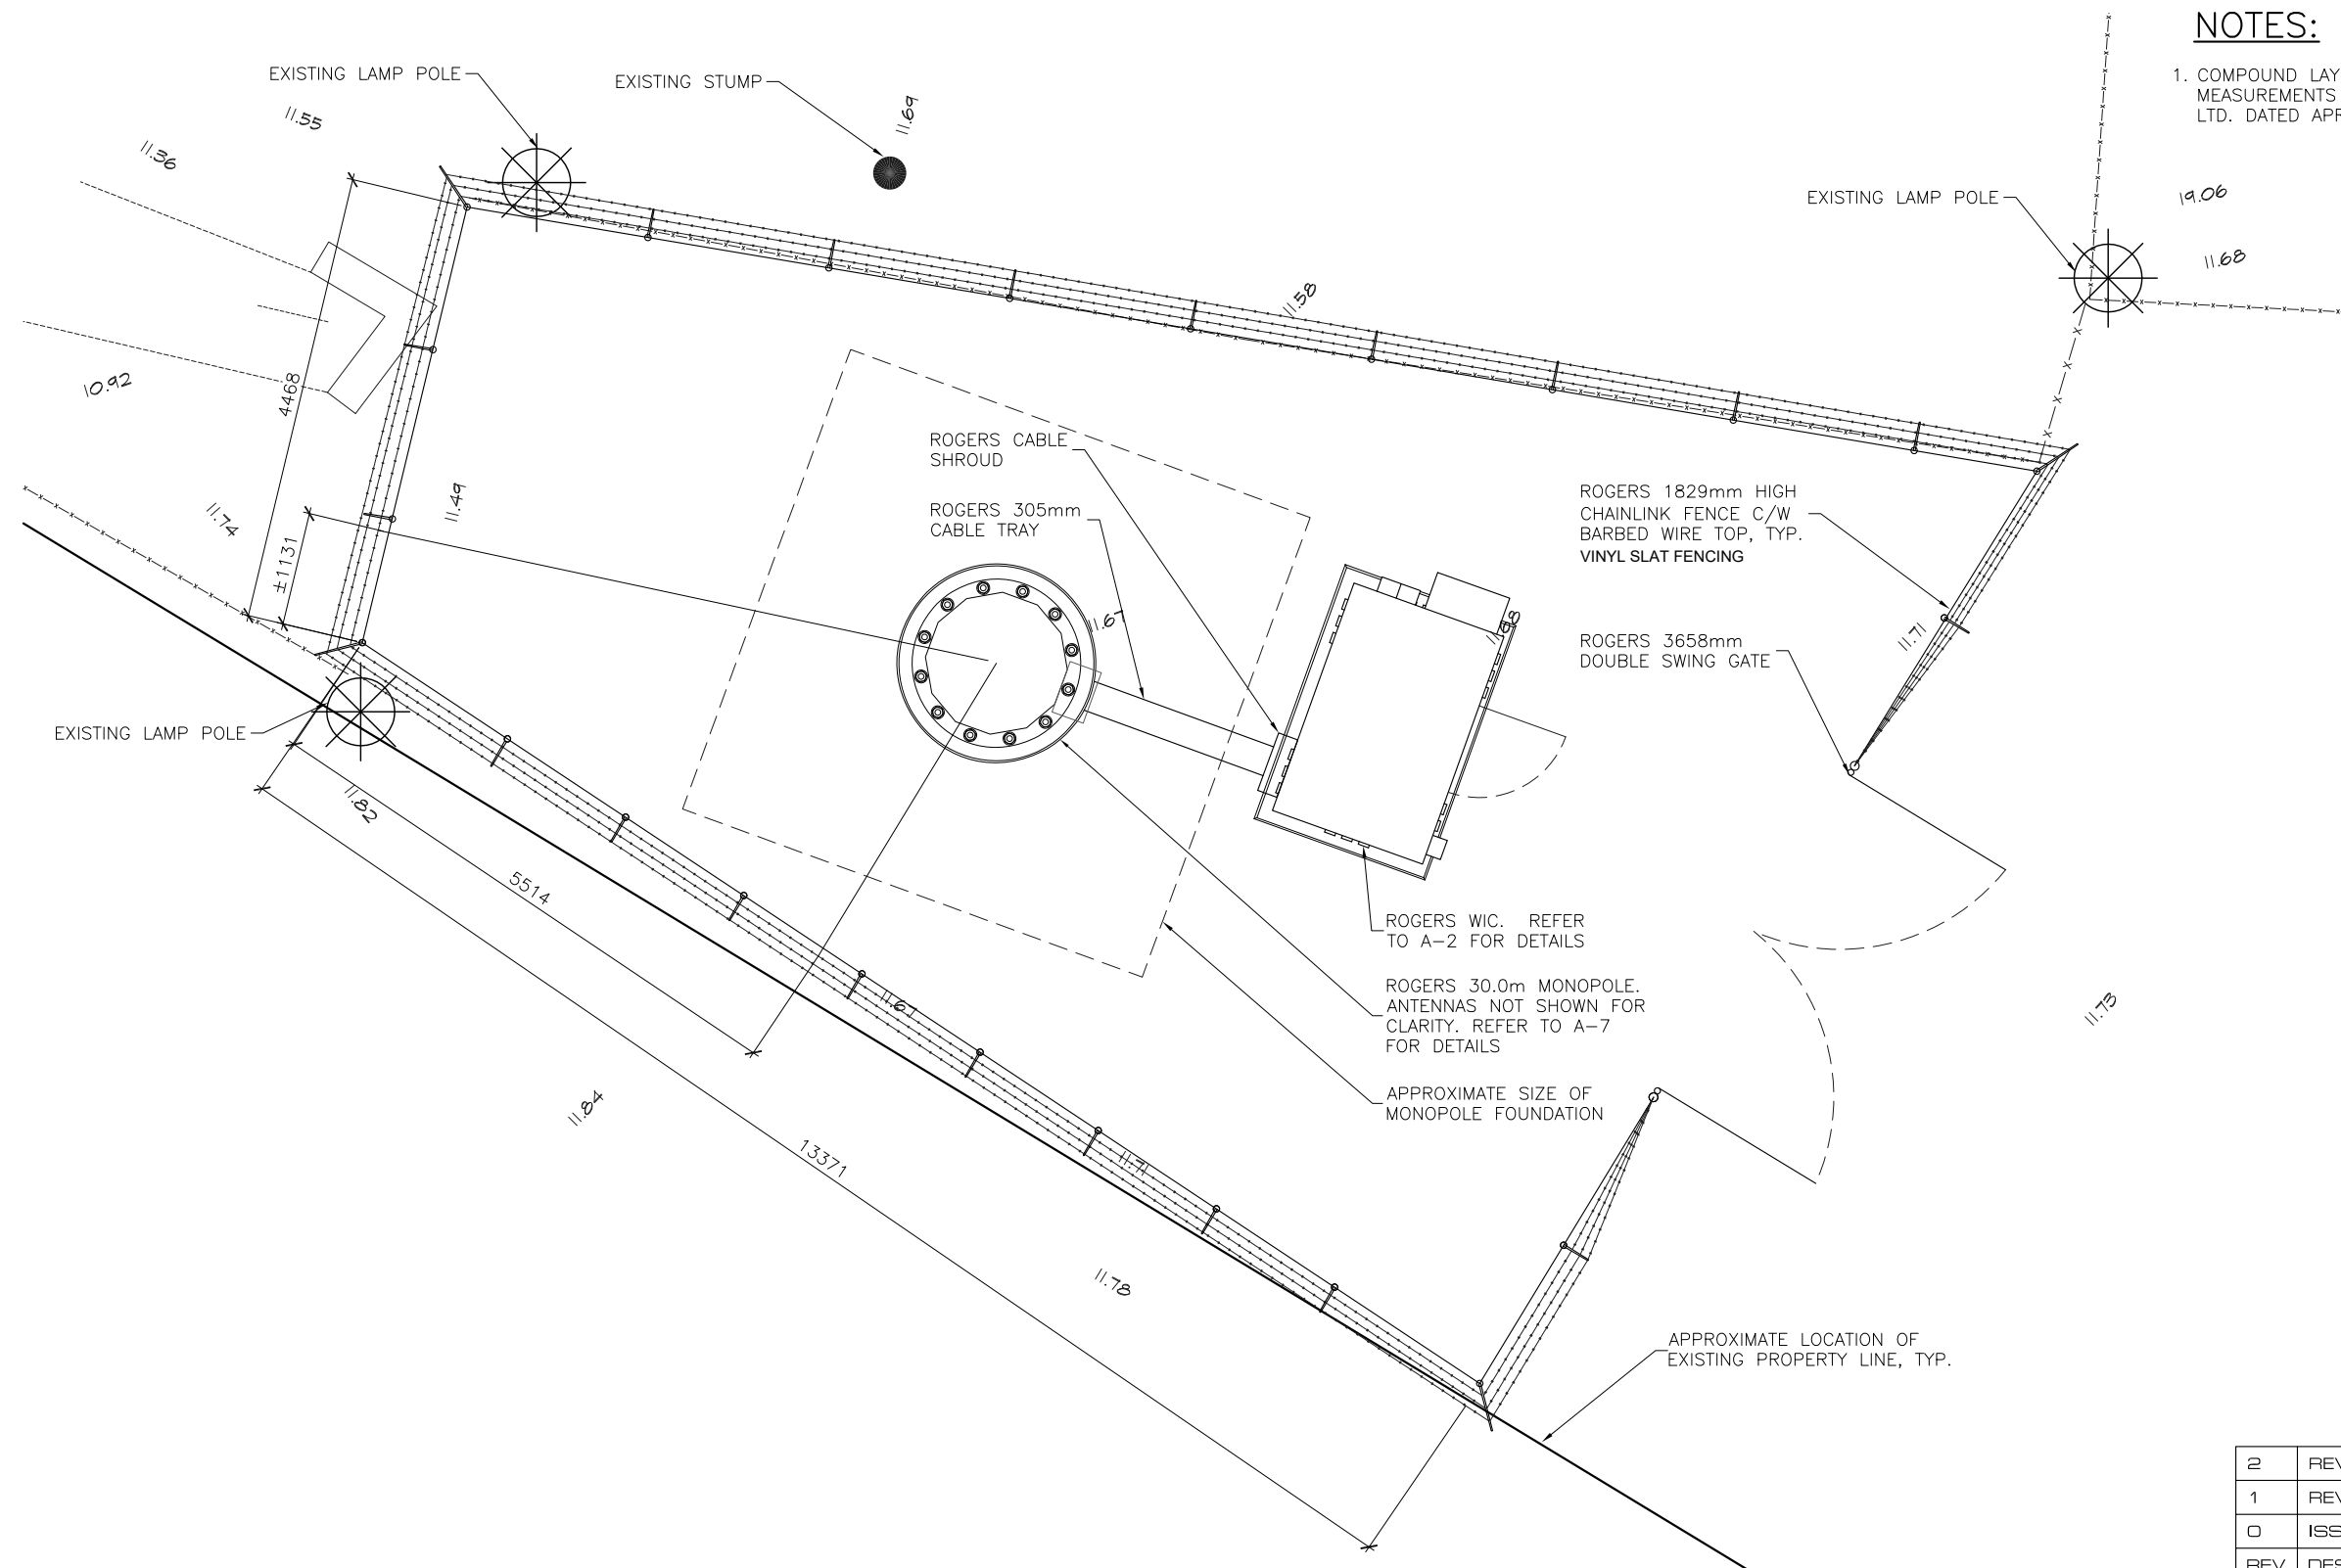 NOTES:
1. COMPOUND LAY
MEASUREMENTS
LTD. DATED APR
EXISTING LAMP POLE
EXISTING STUMP
11.69
11.55
11.36
EXISTING LAMP POLE
19.06
11.68
11.58
4468
10.92
ROGERS CABLE
SHROUD
ROGERS 305mm
CABLE TRAY
11.49
11.74
±1131
ROGERS 1829mm HIGH
CHAINLINK FENCE C/W
BARBED WIRE TOP, TYP.
VINYL SLAT FENCING
11.67
11.68
11.71
ROGERS 3658mm
DOUBLE SWING GATE
EXISTING LAMP POLE
11.82
5514
ROGERS WIC. REFER
TO A-2 FOR DETAILS
ROGERS 30.0m MONOPOLE.
ANTENNAS NOT SHOWN FOR
CLARITY. REFER TO A-7
FOR DETAILS
11.67
11.73
APPROXIMATE SIZE OF
MONOPOLE FOUNDATION
11.84
13371
11.71
11.78
APPROXIMATE LOCATION OF
EXISTING PROPERTY LINE, TYP.
2 REV
1 REV
0 ISS
REV DES